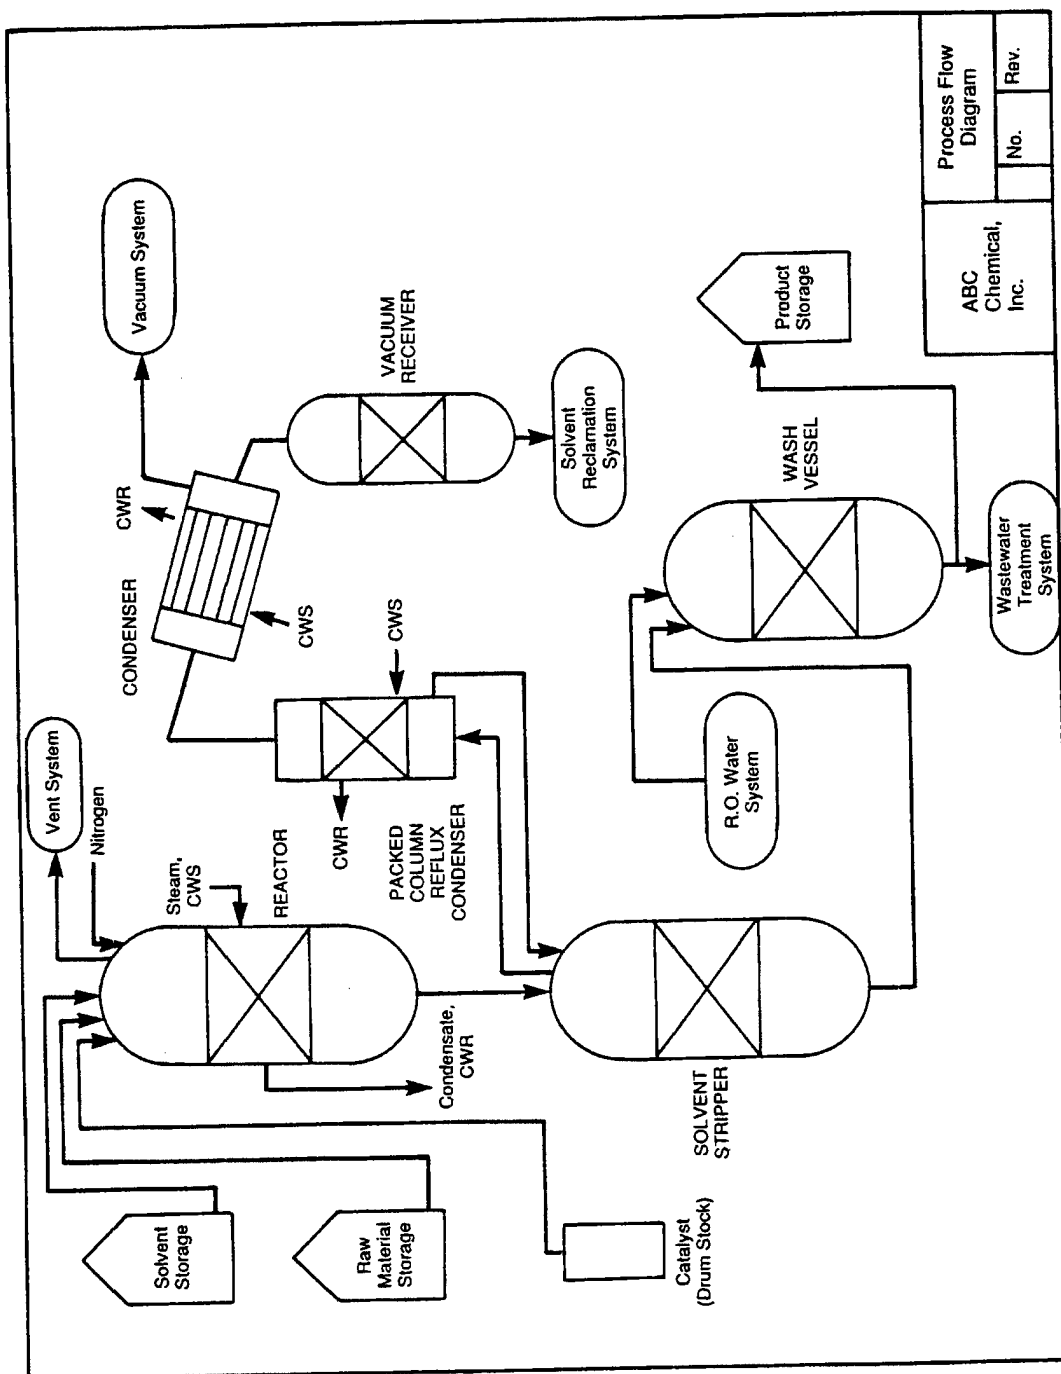 Solvent
Storage
Raw
Material
Storage
Catalyst
(Drum Stock)
Vent System
Nitrogen
Steam,
CWS
REACTOR
Condensate,
CWR
SOLVENT
STRIPPER
PACKED
COLUMN
REFLUX
CONDENSER
CWR
CWS
CONDENSER
CWR
CWS
Vacuum System
VACUUM
RECEIVER
Solvent
Reclamation
System
R.O. Water
System
WASH
VESSEL
Product
Storage
Wastewater
Treatment
System
ABC
Chemical,
Inc.
Process Flow
Diagram
No.
Rev.